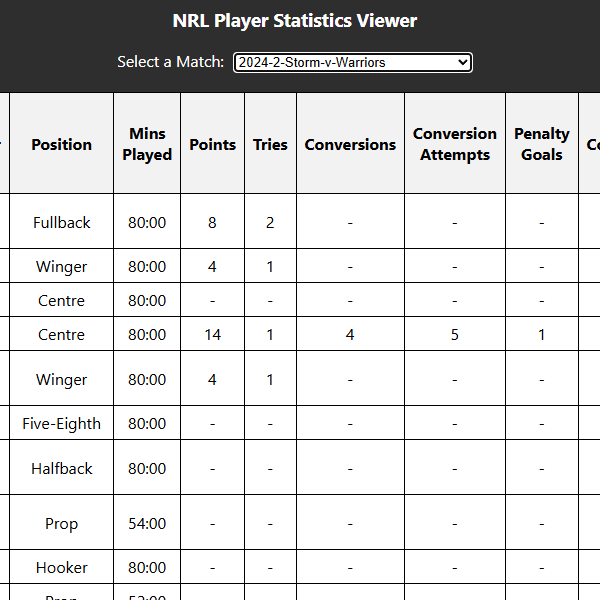 NRL Player Statistics Viewer
Select a Match: 2024-2-Storm-v-Warriors
Position Mins Played Points Tries Conversions Conversion Attempts Penalty Goals
Fullback 80:00 8 2 - - -
Winger 80:00 4 1 - - -
Centre 80:00 - - - - -
Centre 80:00 14 1 4 5 1
Winger 80:00 4 1 - - -
Five-Eighth 80:00 - - - - -
Halfback 80:00 - - - - -
Prop 54:00 - - - - -
Hooker 80:00 - - - - -